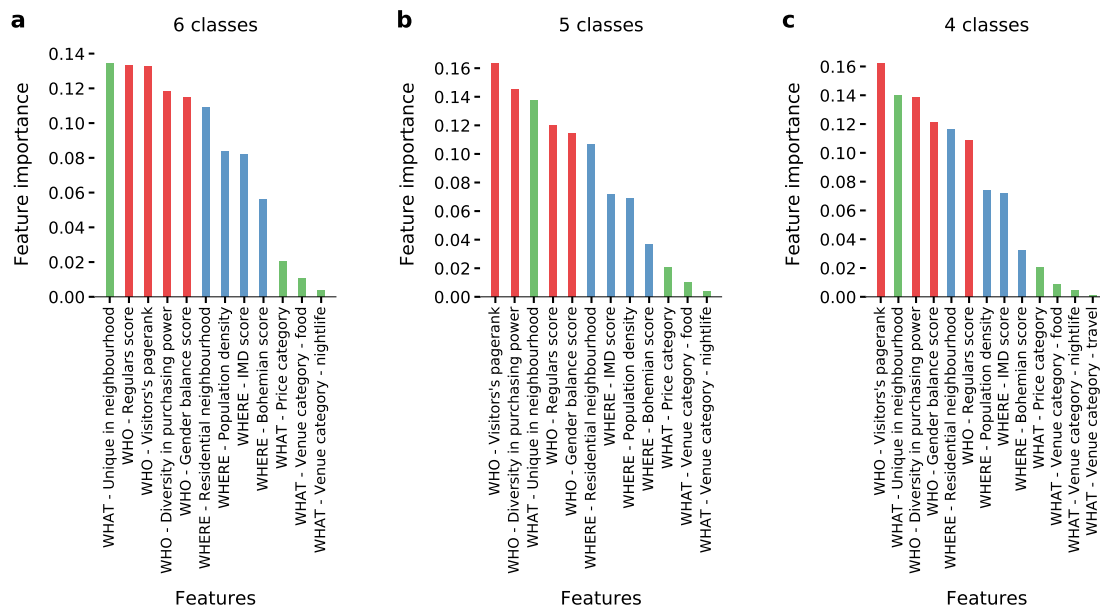 a
6 classes
Feature importance
0.14
0.12
0.10
0.08
0.06
0.04
0.02
0.00
WHAT - Unique in neighbourhood
WHO - Regulars score
WHO - Visitors's pagerank
WHO - Diversity in purchasing power
WHO - Gender balance score
WHERE - Residential neighbourhood
WHERE - Population density
WHERE - IMD score
WHERE - Bohemian score
WHAT - Price category
WHAT - Venue category - food
WHAT - Venue category - nightlife
Features
b
5 classes
Feature importance
0.16
0.14
0.12
0.10
0.08
0.06
0.04
0.02
0.00
WHO - Visitors's pagerank
WHO - Diversity in purchasing power
WHAT - Unique in neighbourhood
WHO - Regulars score
WHO - Gender balance score
WHERE - Residential neighbourhood
WHERE - IMD score
WHERE - Population density
WHERE - Bohemian score
WHAT - Price category
WHAT - Venue category - food
WHAT - Venue category - nightlife
Features
c
4 classes
Feature importance
0.16
0.14
0.12
0.10
0.08
0.06
0.04
0.02
0.00
WHO - Visitors's pagerank
WHAT - Unique in neighbourhood
WHO - Diversity in purchasing power
WHO - Gender balance score
WHERE - Residential neighbourhood
WHO - Regulars score
WHERE - Population density
WHERE - IMD score
WHERE - Bohemian score
WHAT - Price category
WHAT - Venue category - food
WHAT - Venue category - nightlife
WHAT - Venue category - travel
Features